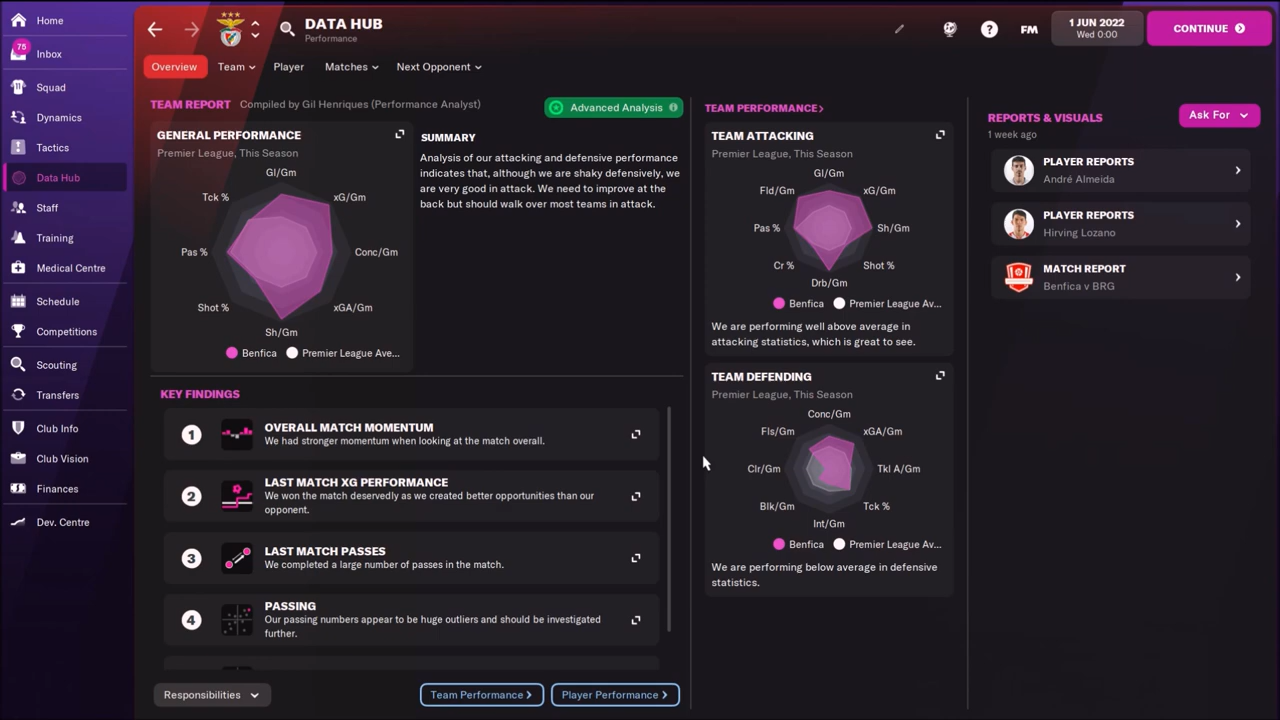 Home
75
Inbox
Squad
Dynamics
Tactics
Data Hub
Staff
Training
Medical Centre
Schedule
Competitions
Scouting
Transfers
Club Info
Club Vision
Finances
Dev. Centre
DATA HUB
Performance
?
FM
1 JUN 2022
Wed 0:00
CONTINUE
Overview
Team
Player
Matches
Next Opponent
TEAM REPORT Compiled by Gil Henriques (Performance Analyst)
Advanced Analysis
GENERAL PERFORMANCE
Premier League, This Season
Gl/Gm
Tck %
xG/Gm
Pas %
Conc/Gm
Shot %
xGA/Gm
Sh/Gm
Benfica
Premier League Ave...
SUMMARY
Analysis of our attacking and defensive performance
indicates that, although we are shaky defensively, we
are very good in attack. We need to improve at the
back but should walk over most teams in attack.
KEY FINDINGS
1
OVERALL MATCH MOMENTUM
We had stronger momentum when looking at the match overall.
2
LAST MATCH XG PERFORMANCE
We won the match deservedly as we created better opportunities than our
opponent.
3
LAST MATCH PASSES
We completed a large number of passes in the match.
4
PASSING
Our passing numbers appear to be huge outliers and should be investigated
further.
Responsibilities
Team Performance
Player Performance
TEAM PERFORMANCE
TEAM ATTACKING
Premier League, This Season
Gl/Gm
Fld/Gm
xG/Gm
Pas %
Sh/Gm
Cr %
Shot %
Drb/Gm
Benfica
Premier League Av...
We are performing well above average in
attacking statistics, which is great to see.
TEAM DEFENDING
Premier League, This Season
Conc/Gm
Fls/Gm
xGA/Gm
Clr/Gm
Tkl A/Gm
Blk/Gm
Tck %
Int/Gm
Benfica
Premier League Av...
We are performing below average in defensive
statistics.
REPORTS & VISUALS
1 week ago
Ask For
PLAYER REPORTS
André Almeida
PLAYER REPORTS
Hirving Lozano
MATCH REPORT
Benfica v BRG